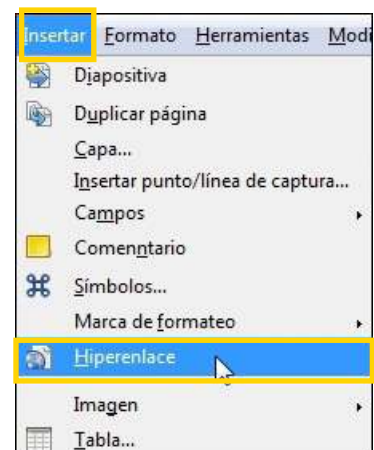 Insertar Formato Herramientas Modi
Diapositiva
Duplicar página
Capa...
Insertar punto/línea de captura...
Campos
Comenntario
Símbolos...
Marca de formateo
Hiperenlace
Imagen
Tabla...